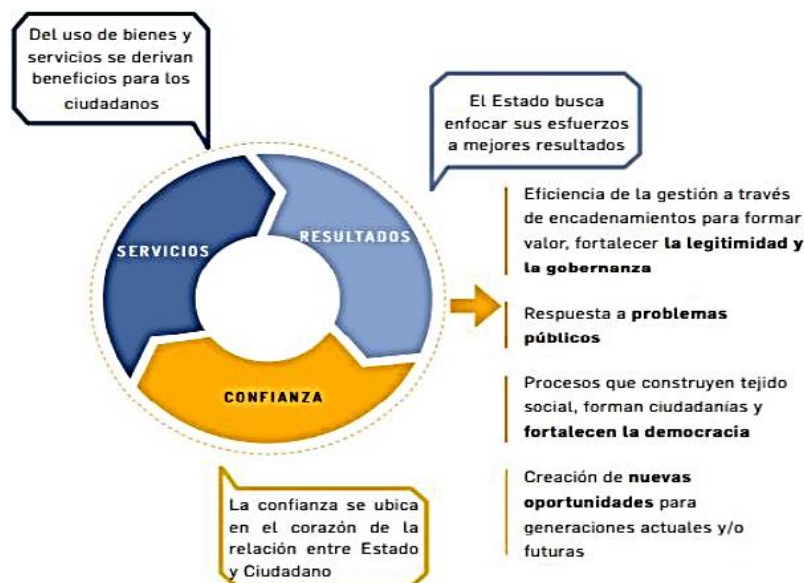 Del uso de bienes y
servicios se derivan
beneficios para los
ciudadanos
El Estado busca
enfocar sus esfuerzos
a mejores resultados
SERVICIOS
RESULTADOS
CONFIANZA
Eficiencia de la gestión a través
de encadenamientos para formar
valor, fortalecer la legitimidad y
la gobernanza
Respuesta a problemas
públicos
Procesos que construyen tejido
social, forman ciudadanías y
fortalecen la democracia
Creación de nuevas
oportunidades para
generaciones actuales y/o
futuras
La confianza se ubica
en el corazón de la
relación entre Estado
y Ciudadano